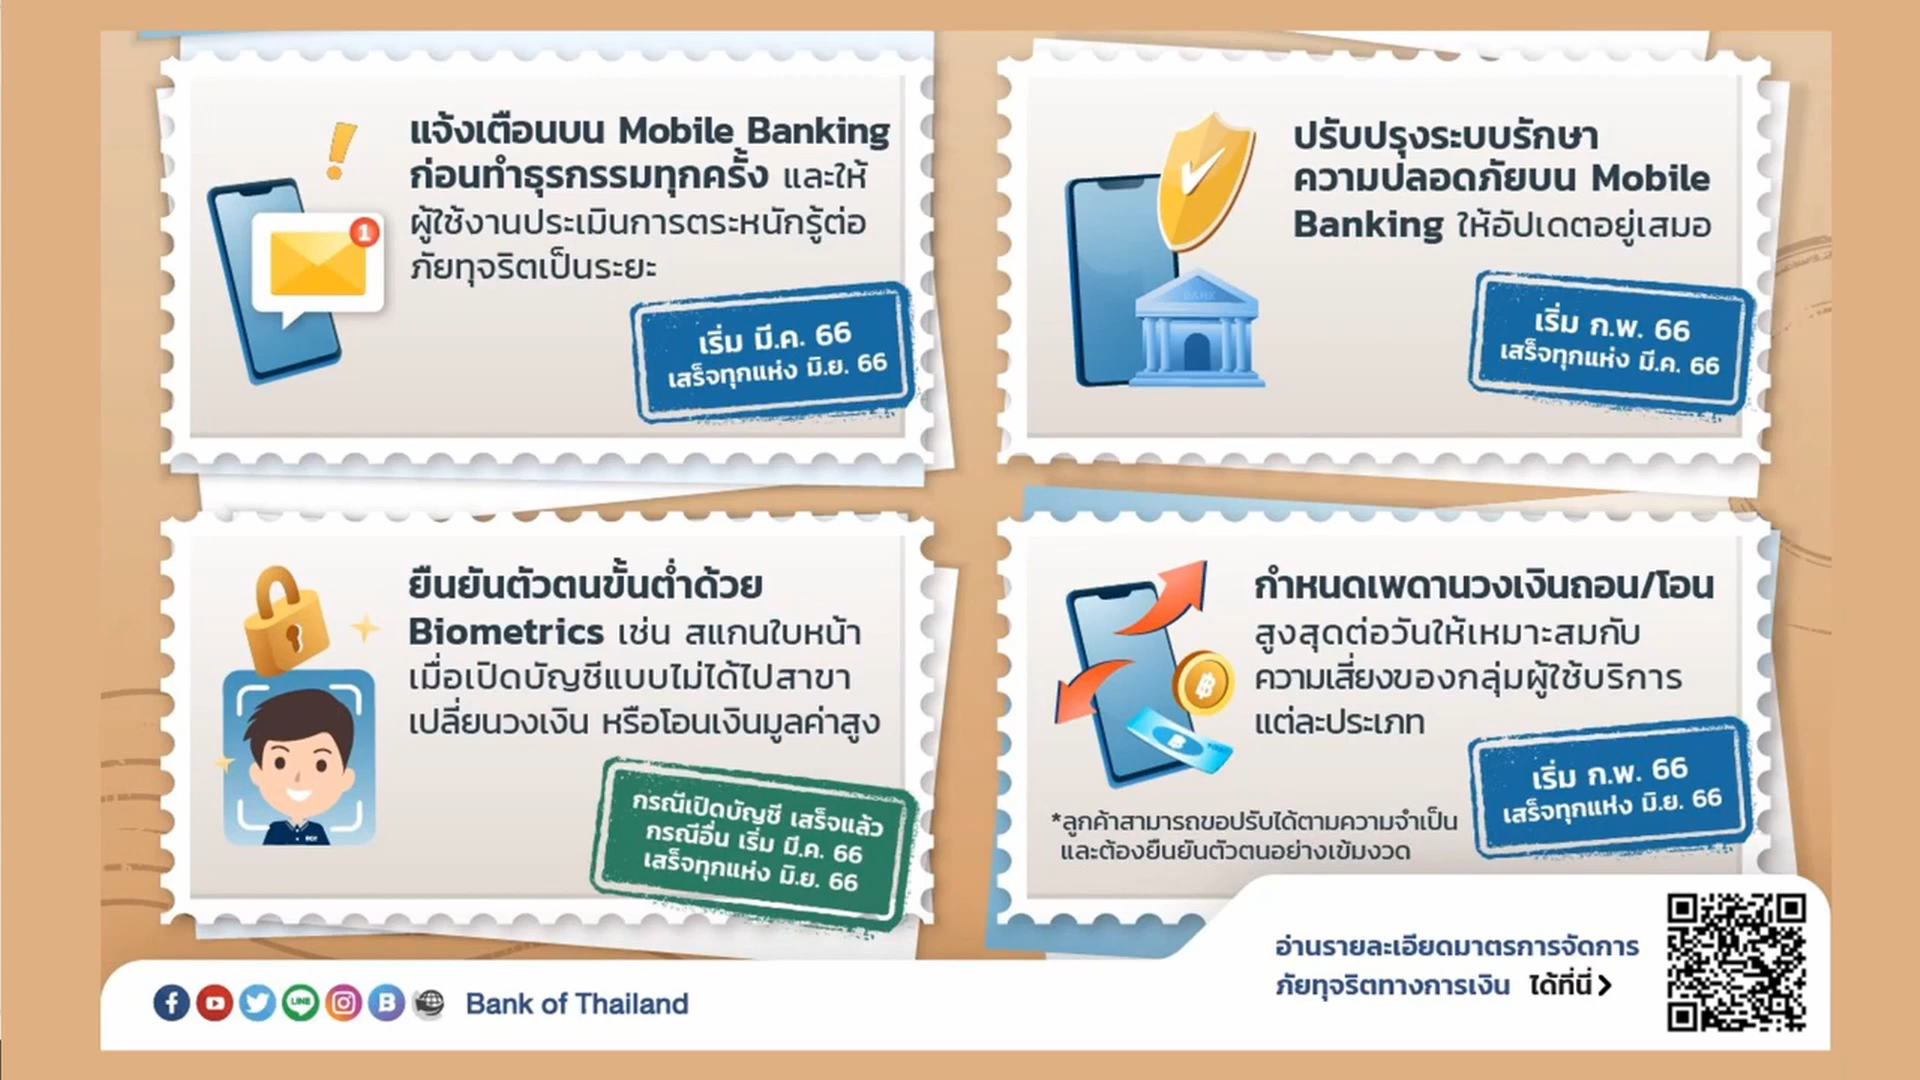 แจ้งเตือนบน Mobile Banking
ก่อนทำธุรกรรมทุกครั้ง และให้
ผู้ใช้งานประเมินการตระหนักรู้ต่อ
ภัยทุจริตเป็นระยะ
1
เริ่ม มี.ค. 66
เสร็จทุกแห่ง มิ.ย. 66
ปรับปรุงระบบรักษา
ความปลอดภัยบน Mobile
Banking ให้อัปเดตอยู่เสมอ
BANK
เริ่ม ก.พ. 66
เสร็จทุกแห่ง มี.ค. 66
ยืนยันตัวตนขั้นต่ำด้วย
Biometrics เช่น สแกนใบหน้า
เมื่อเปิดบัญชีแบบไม่ได้ไปสาขา
เปลี่ยนวงเงิน หรือโอนเงินมูลค่าสูง
กรณีเปิดบัญชี เสร็จแล้ว
กรณีอื่น เริ่ม มี.ค. 66
เสร็จทุกแห่ง มิ.ย. 66
กำหนดเพดานวงเงินถอน/โอน
สูงสุดต่อวันให้เหมาะสมกับ
ความเสี่ยงของกลุ่มผู้ใช้บริการ
แต่ละประเภท
เริ่ม ก.พ. 66
เสร็จทุกแห่ง มิ.ย. 66
*ลูกค้าสามารถขอปรับได้ตามความจำเป็น
และต้องยืนยันตัวตนอย่างเข้มงวด
LINE
Bank of Thailand
อ่านรายละเอียดมาตรการจัดการ
ภัยทุจริตทางการเงิน ได้ที่นี่